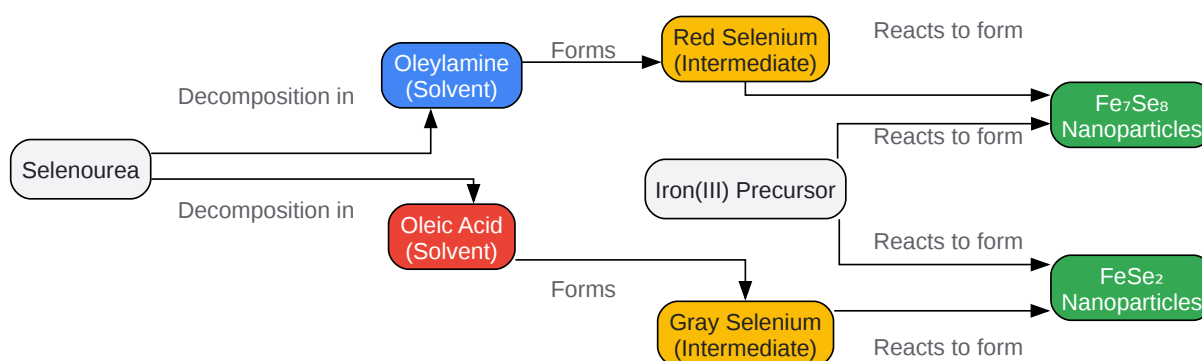 Selenourea
Decomposition in
Decomposition in
Oleylamine
(Solvent)
Oleic Acid
(Solvent)
Forms
Forms
Red Selenium
(Intermediate)
Iron(III) Precursor
Gray Selenium
(Intermediate)
Reacts to form
Reacts to form
Reacts to form
Reacts to form
Fe₇Se₈
Nanoparticles
FeSe₂
Nanoparticles